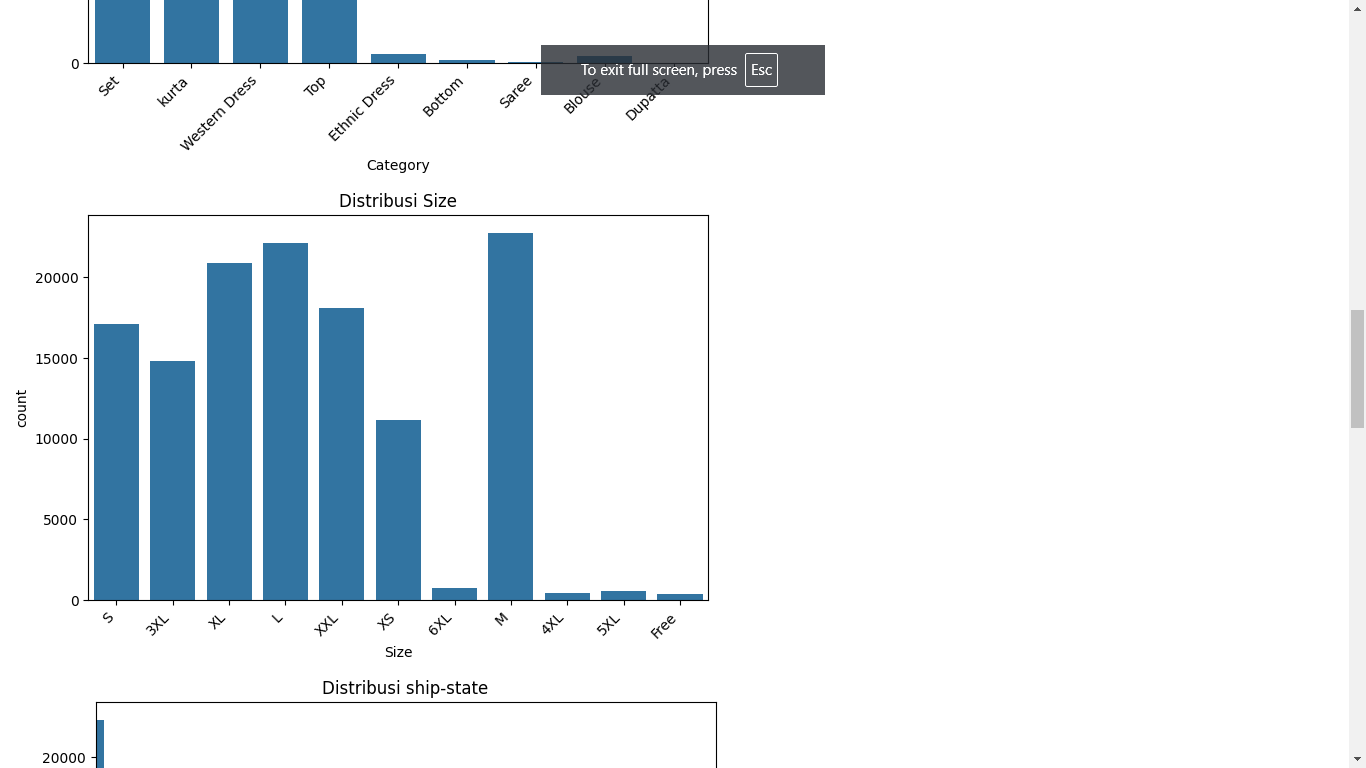 0
Set
kurta
Western Dress
Top
Ethnic Dress
Bottom
Saree
Blouse
Dupatta
To exit full screen, press Esc
Category
Distribusi Size
20000
15000
10000
5000
0
count
S
3XL
XL
L
XXL
XS
6XL
M
4XL
5XL
Free
Size
Distribusi ship-state
20000